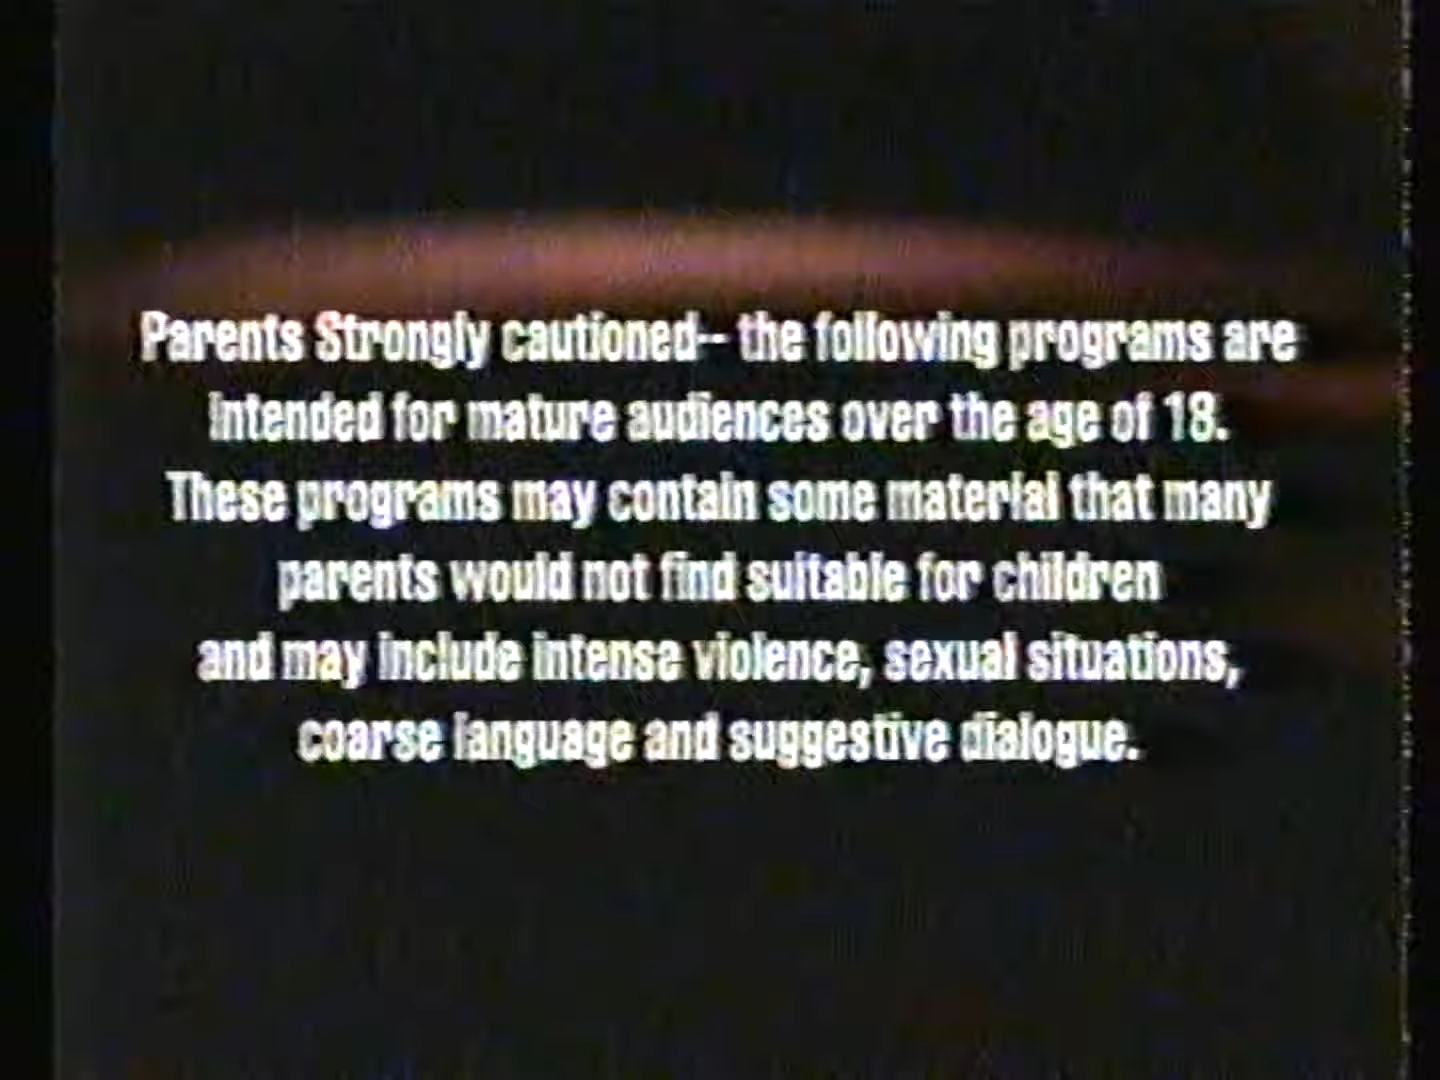 Parents Strongly cautioned-- the following programs are
intended for mature audiences over the age of 18.
These programs may contain some material that many
parents would not find suitable for children
and may include intense violence, sexual situations,
coarse language and suggestive dialogue.